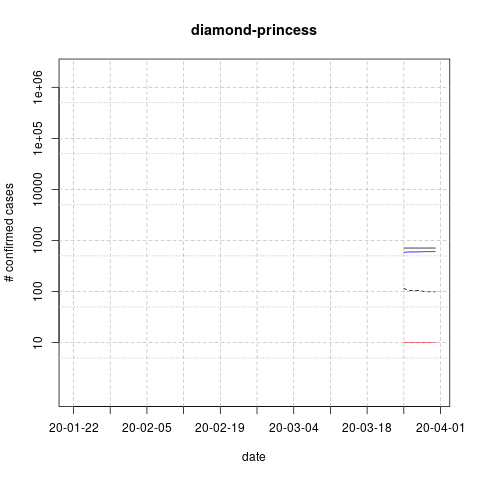 diamond-princess
# confirmed cases
1e+06
1e+05
10000
1000
100
10
20-01-22 20-02-05 20-02-19 20-03-04 20-03-18 20-04-01
date